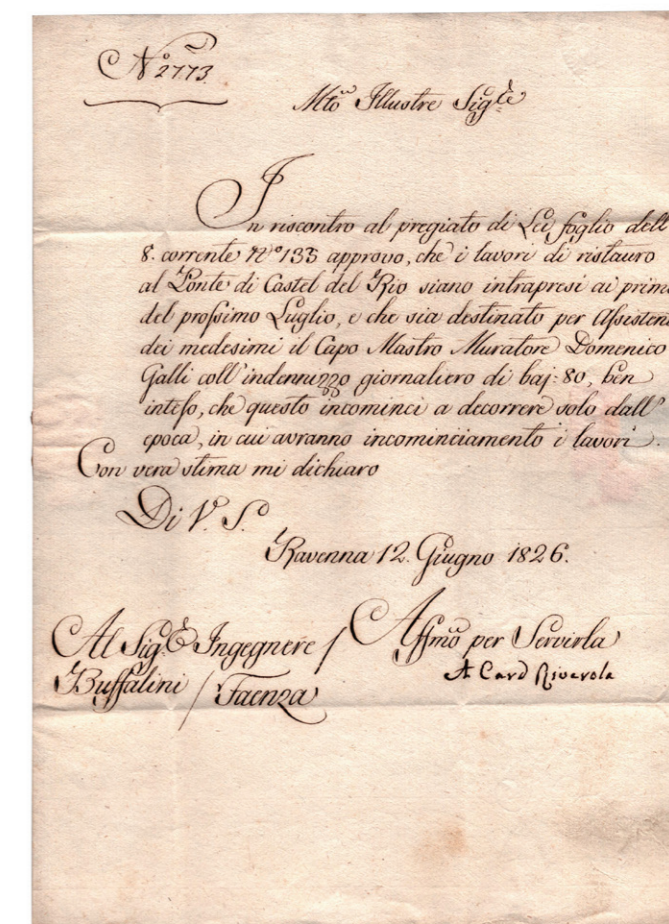 N.° 2773
Mto Illustre Sigre
In riscontro al pregiato di Lei foglio dell'
8. corrente N.° 133 approvo, che i lavori di ristauro
al Ponte di Castel del Rio siano intrapresi ai primi
del prossimo Luglio, e che sia destinato per Assistent
dei medesimi il Capo Mastro Muratore Domenico
Galli coll'indennizzo giornaliero di baj: 80, ben
inteso, che questo incominci a decorrere solo dall'
epoca, in cui avranno incominciamento i lavori.
Con vera stima mi dichiaro
Di V. S.
Ravenna 12. Giugno 1826.
Al Sig.e Ingegnere / Affmo per Servirla
Buffalini / Faenza A Card Rivarola